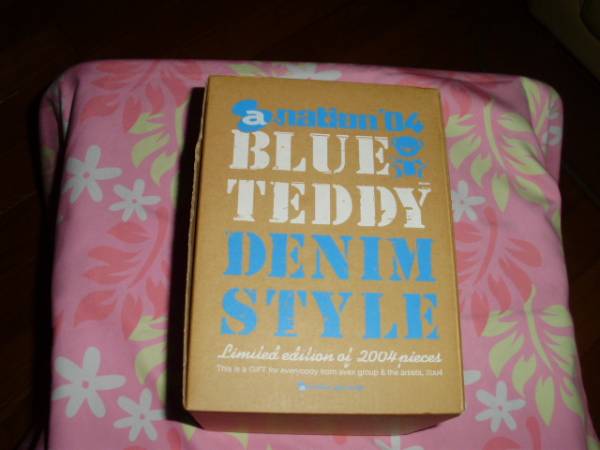 a-nation'04
BLUE
TEDDY
DENIM
STYLE
Limited edition of 2004 pieces
This is a GIFT for everybody from avex group & the artists, 2004